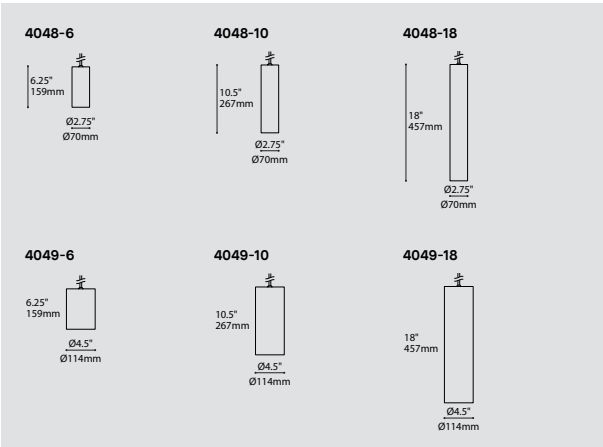 4048-6
6.25"
159mm
Ø2.75"
Ø70mm
4048-10
10.5"
267mm
Ø2.75"
Ø70mm
4048-18
18"
457mm
Ø2.75"
Ø70mm
4049-6
6.25"
159mm
Ø4.5"
Ø114mm
4049-10
10.5"
267mm
Ø4.5"
Ø114mm
4049-18
18"
457mm
Ø4.5"
Ø114mm